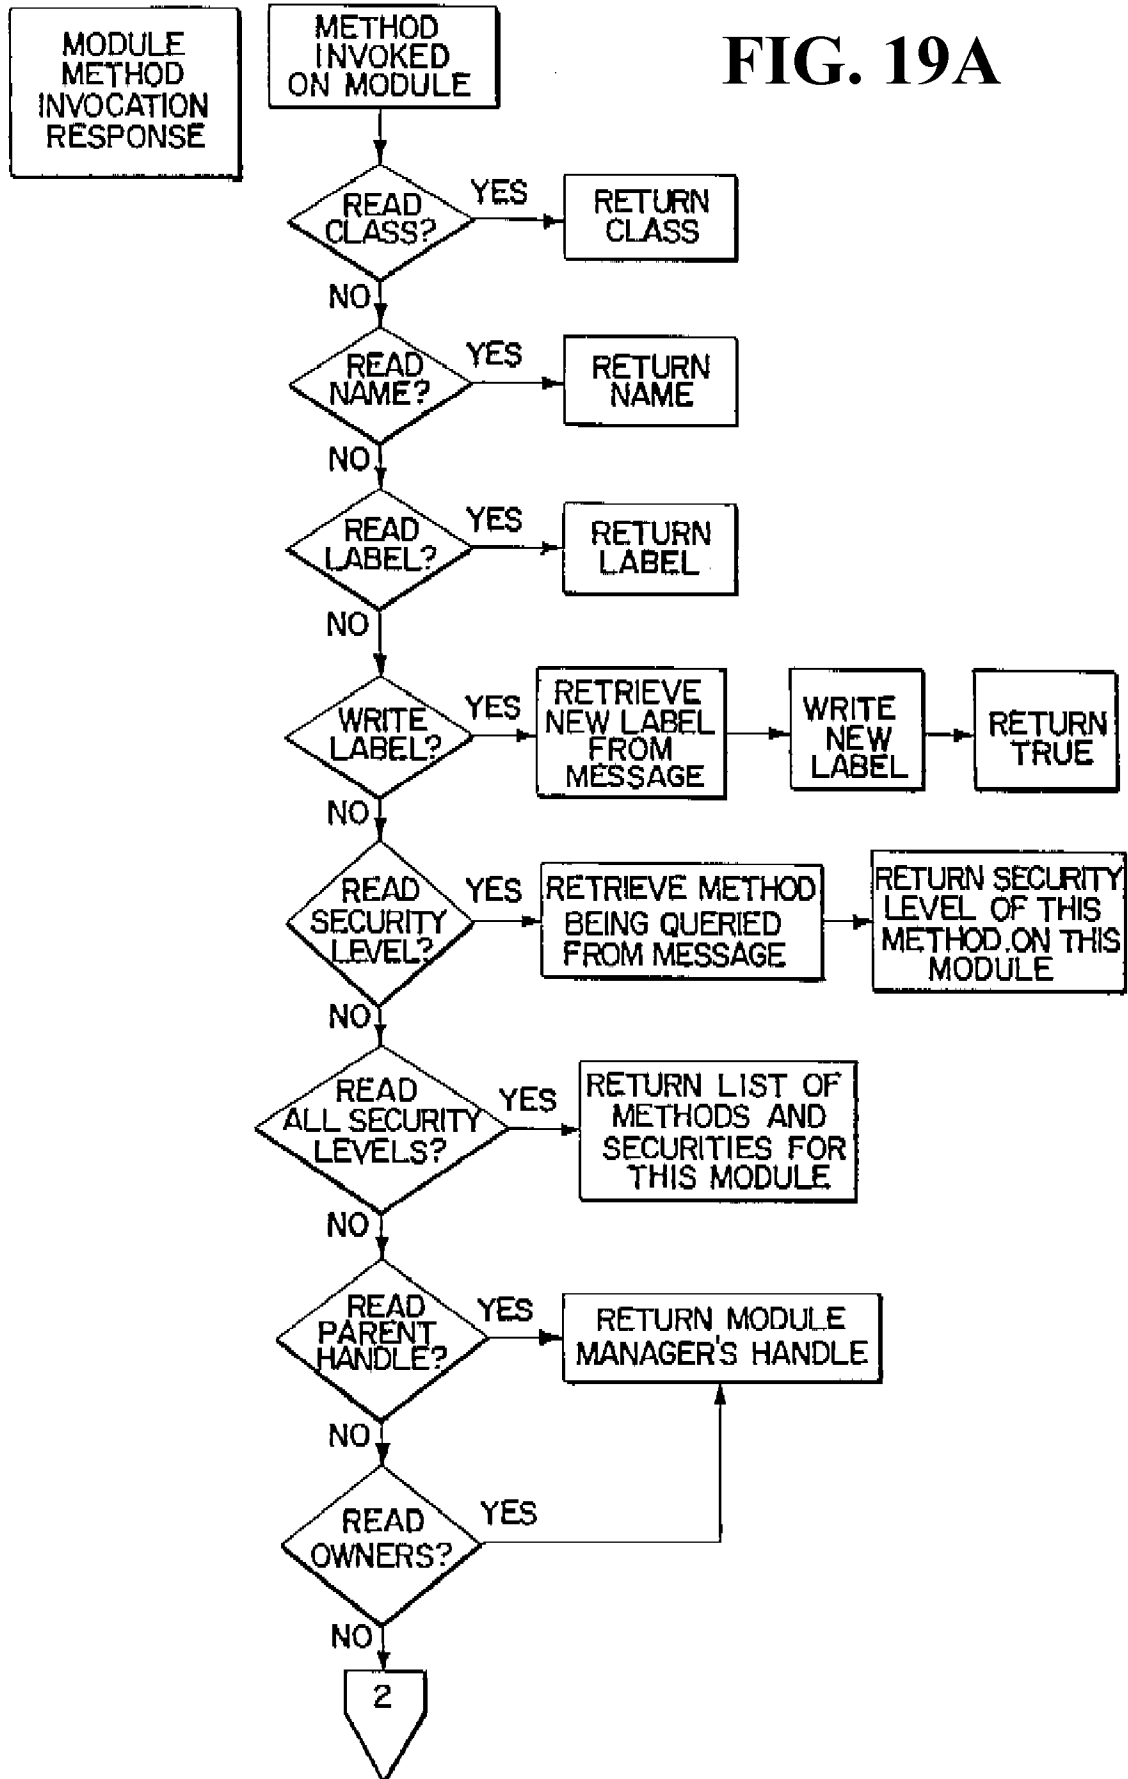 MODULE
METHOD
INVOCATION
RESPONSE
METHOD
INVOKED
ON MODULE
FIG. 19A
READ
CLASS?
YES
RETURN
CLASS
NO
READ
NAME?
YES
RETURN
NAME
NO
READ
LABEL?
YES
RETURN
LABEL
NO
WRITE
LABEL?
YES
RETRIEVE
NEW LABEL
FROM
MESSAGE
WRITE
NEW
LABEL
RETURN
TRUE
NO
READ
SECURITY
LEVEL?
YES
RETRIEVE METHOD
BEING QUERIED
FROM MESSAGE
RETURN SECURITY
LEVEL OF THIS
METHOD.ON THIS
MODULE
NO
READ
ALL SECURITY
LEVELS?
YES
RETURN LIST OF
METHODS AND
SECURITIES FOR
THIS MODULE
NO
READ
PARENT
HANDLE?
YES
RETURN MODULE
MANAGER'S HANDLE
NO
READ
OWNERS?
YES
NO
2